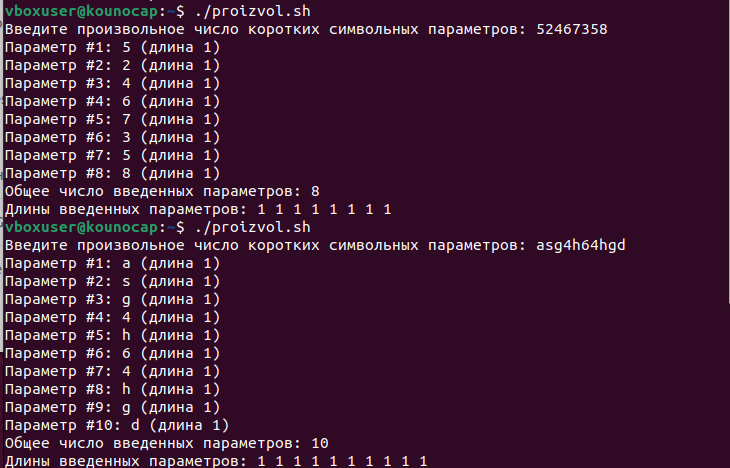 vboxuser@kounocap:~$ ./proizvol.sh
Введите произвольное число коротких символьных параметров: 52467358
Параметр #1: 5 (длина 1)
Параметр #2: 2 (длина 1)
Параметр #3: 4 (длина 1)
Параметр #4: 6 (длина 1)
Параметр #5: 7 (длина 1)
Параметр #6: 3 (длина 1)
Параметр #7: 5 (длина 1)
Параметр #8: 8 (длина 1)
Общее число введенных параметров: 8
Длины введенных параметров: 1 1 1 1 1 1 1 1
vboxuser@kounocap:~$ ./proizvol.sh
Введите произвольное число коротких символьных параметров: asg4h64hgd
Параметр #1: a (длина 1)
Параметр #2: s (длина 1)
Параметр #3: g (длина 1)
Параметр #4: 4 (длина 1)
Параметр #5: h (длина 1)
Параметр #6: 6 (длина 1)
Параметр #7: 4 (длина 1)
Параметр #8: h (длина 1)
Параметр #9: g (длина 1)
Параметр #10: d (длина 1)
Общее число введенных параметров: 10
Длины введенных параметров: 1 1 1 1 1 1 1 1 1 1